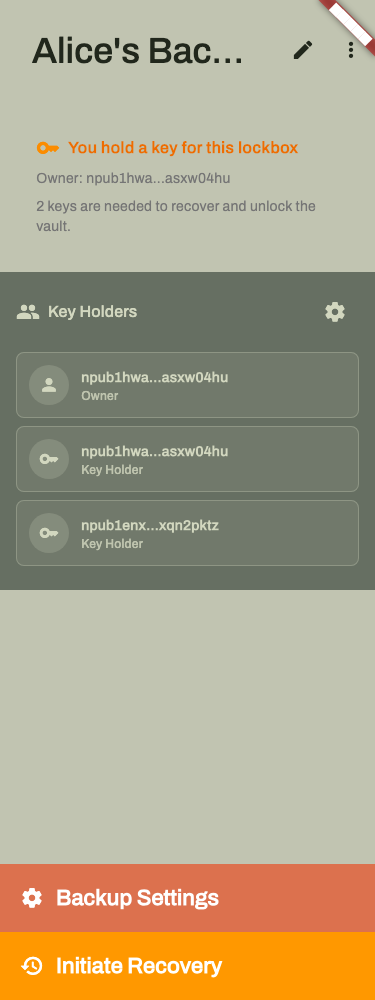 Alice's Bac...
You hold a key for this lockbox
Owner: npub1hwa...asxw04hu
2 keys are needed to recover and unlock the
vault.
Key Holders
npub1hwa...asxw04hu
Owner
npub1hwa...asxw04hu
Key Holder
npub1enx...xqn2pktz
Key Holder
Backup Settings
Initiate Recovery